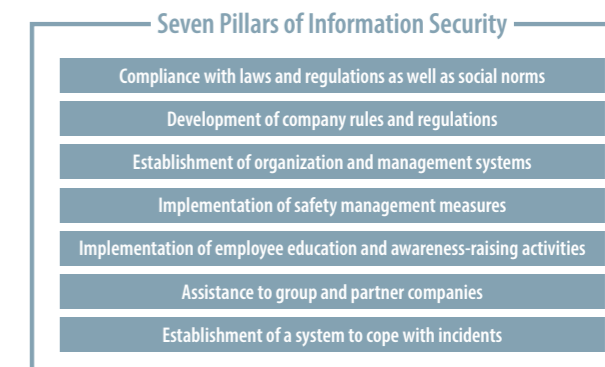 Seven Pillars of Information Security
Compliance with laws and regulations as well as social norms
Development of company rules and regulations
Establishment of organization and management systems
Implementation of safety management measures
Implementation of employee education and awareness-raising activities
Assistance to group and partner companies
Establishment of a system to cope with incidents